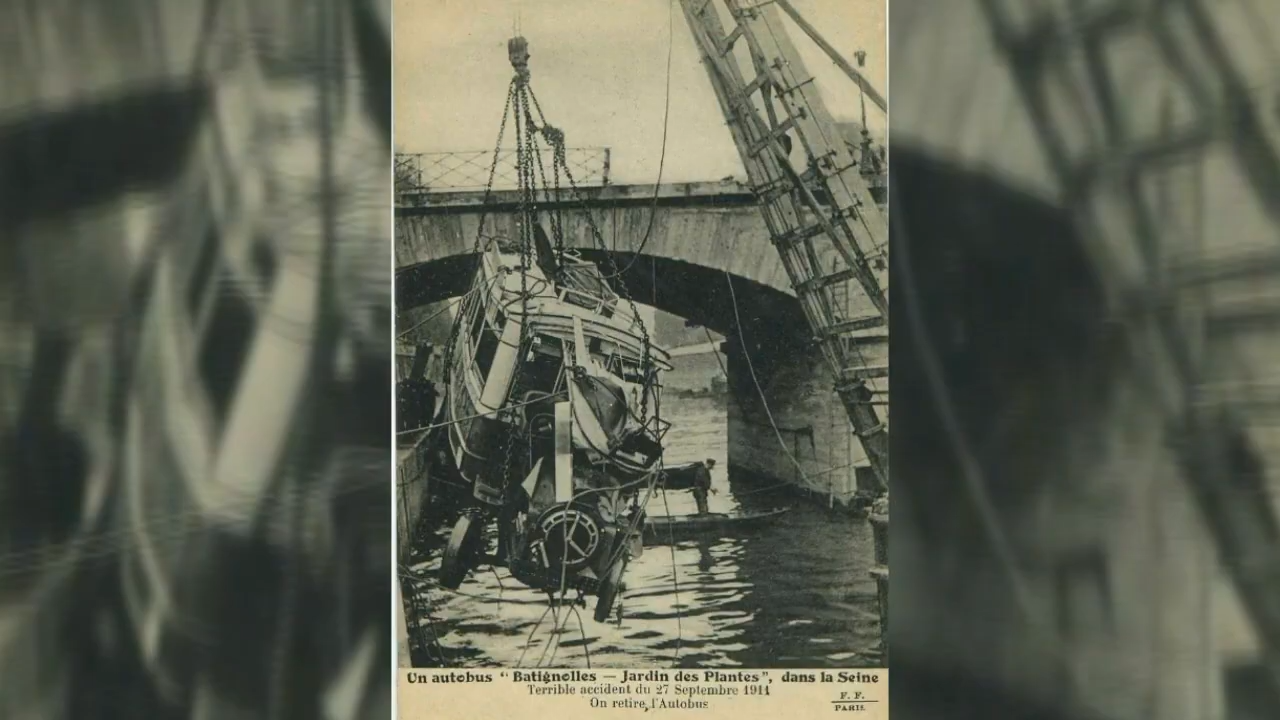 Un autobus "Batignolles — Jardin des Plantes", dans la Seine
Terrible accident du 27 Septembre 1911
On retire, l'Autobus
F. F.
PARIS.